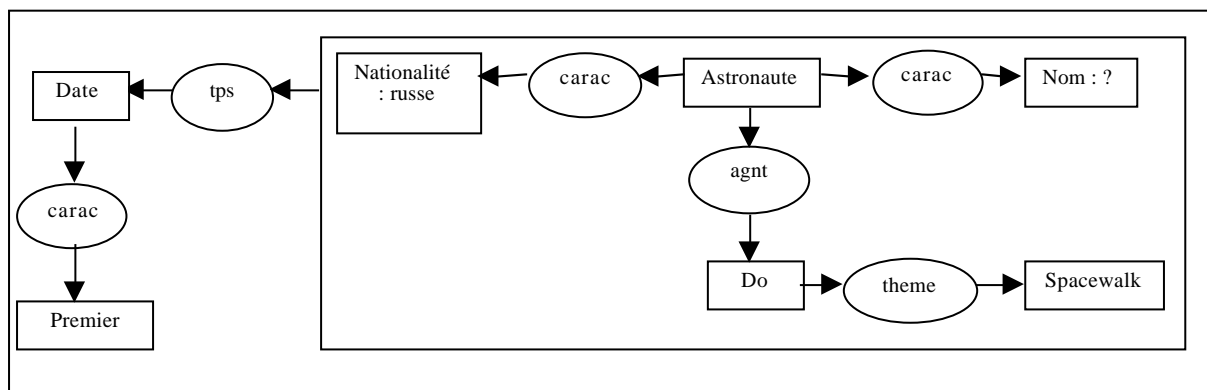 Nationalité
: russe
carac
Astronaute
carac
Nom : ?
Date
tps
agnt
carac
Do
theme
Spacewalk
Premier